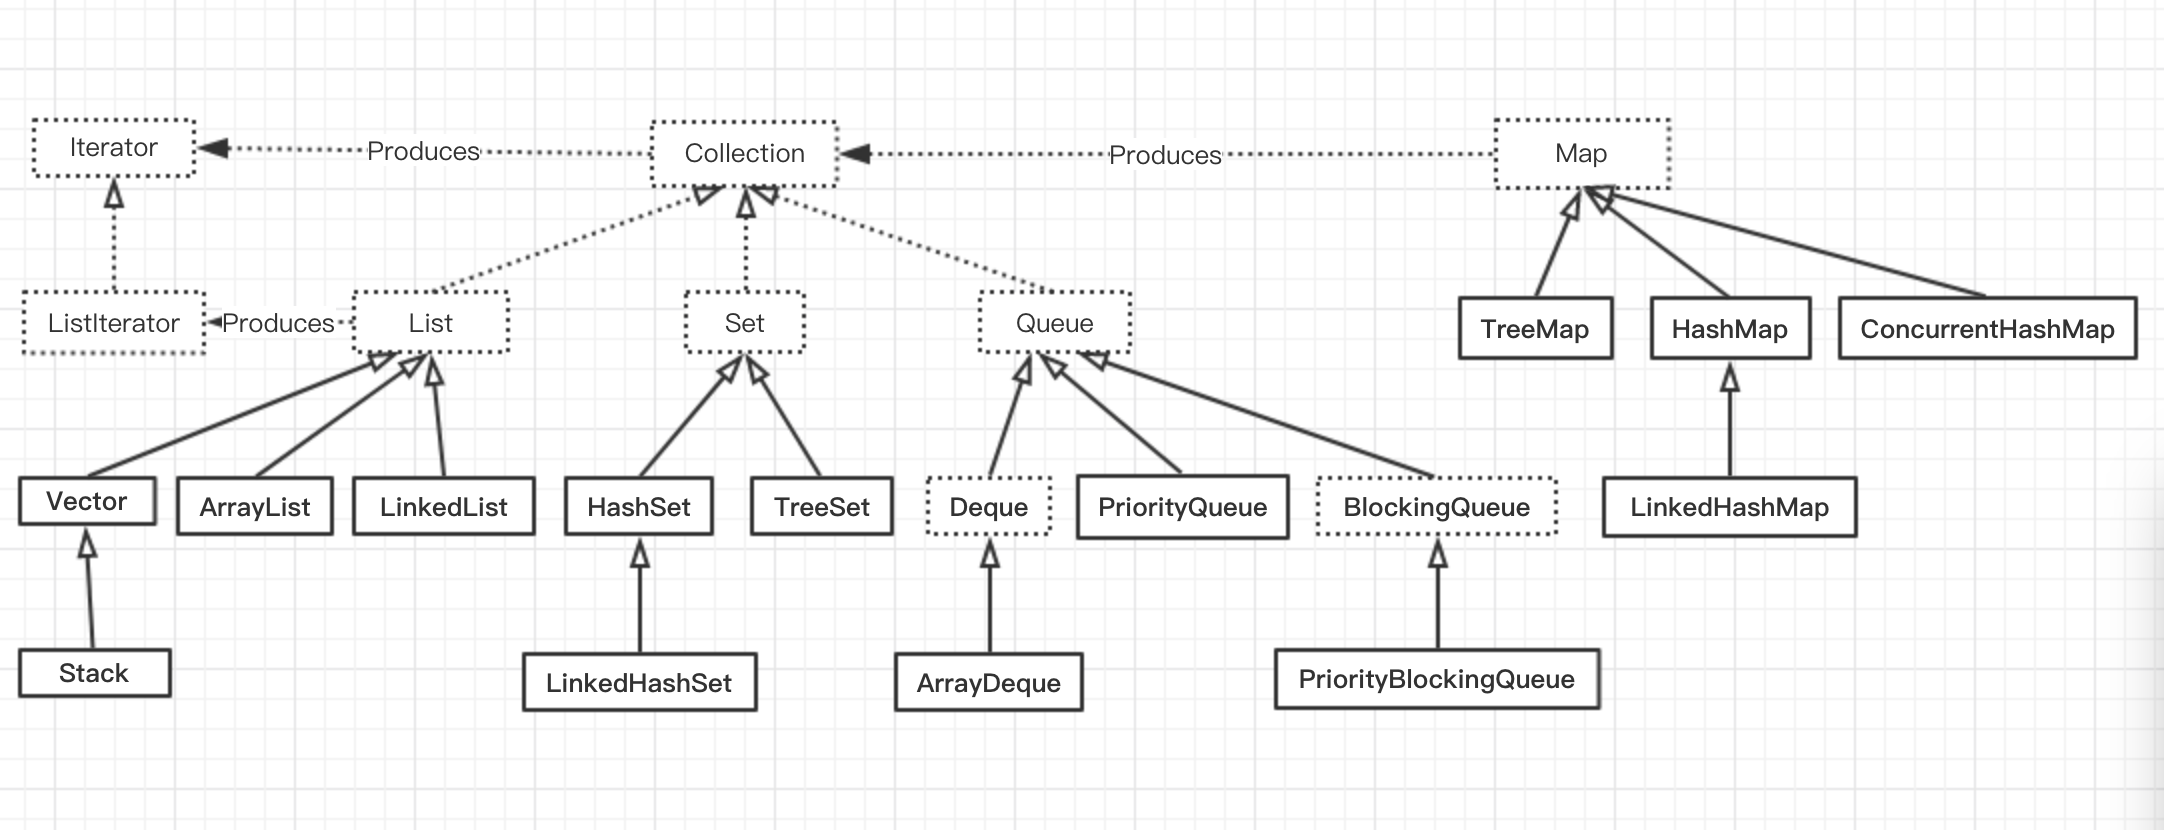 Iterator
Produces
Collection
Produces
Map
ListIterator
Produces
List
Set
Queue
TreeMap
HashMap
ConcurrentHashMap
Vector
ArrayList
LinkedList
HashSet
TreeSet
Deque
PriorityQueue
BlockingQueue
LinkedHashMap
Stack
LinkedHashSet
ArrayDeque
PriorityBlockingQueue